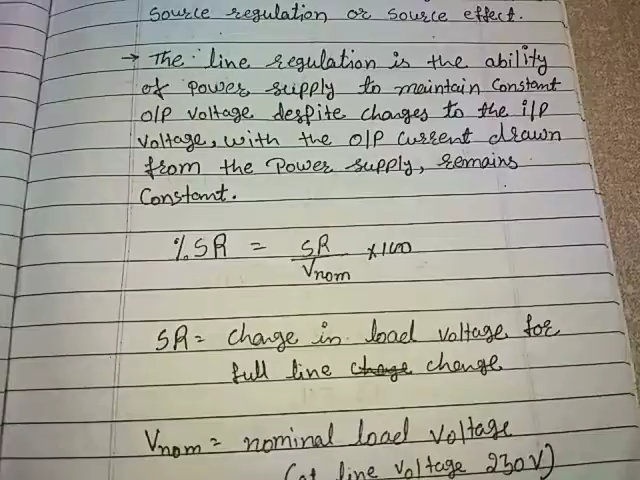 source regulation or source effect.
→ The line regulation is the ability
of power supply to maintain constant
O/P voltage despite changes to the i/p
voltage, with the O/P current drawn
from the power supply, remains
constant.
% SR = SR/Vnom ×100
SR = change in load voltage for
full line change change
Vnom = nominal load voltage
(at line voltage 230V)